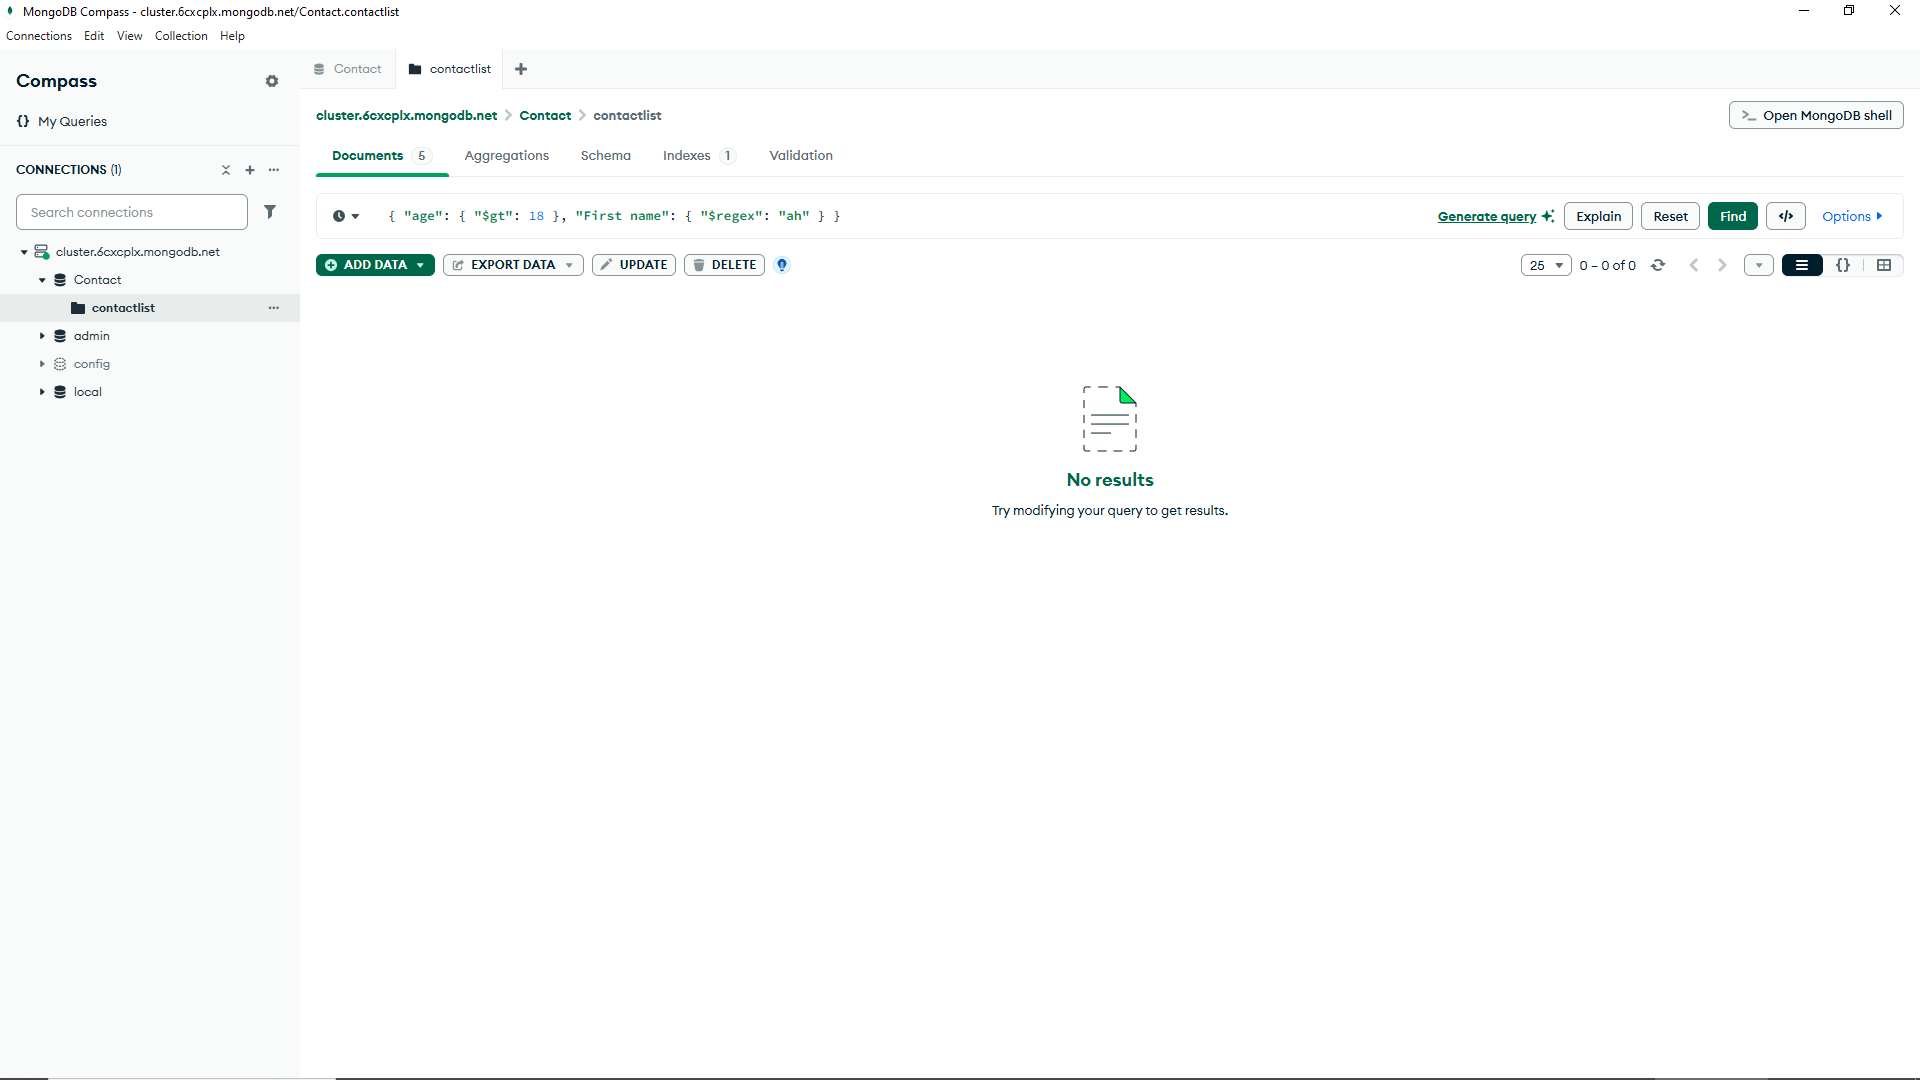 MongoDB Compass - cluster.6cxcplx.mongodb.net/Contact.contactlist
Connections Edit View Collection Help
Compass
{} My Queries
CONNECTIONS (1)
Search connections
cluster.6cxcplx.mongodb.net
Contact
contactlist
admin
config
local
Contact contactlist
cluster.6cxcplx.mongodb.net > Contact > contactlist
>_ Open MongoDB shell
Documents 5 Aggregations Schema Indexes 1 Validation
{ "age": { "$gt": 18 }, "First name": { "$regex": "ah" } }
Generate query Explain Reset Find </> Options
ADD DATA EXPORT DATA UPDATE DELETE
25 0 – 0 of 0 {}
No results
Try modifying your query to get results.